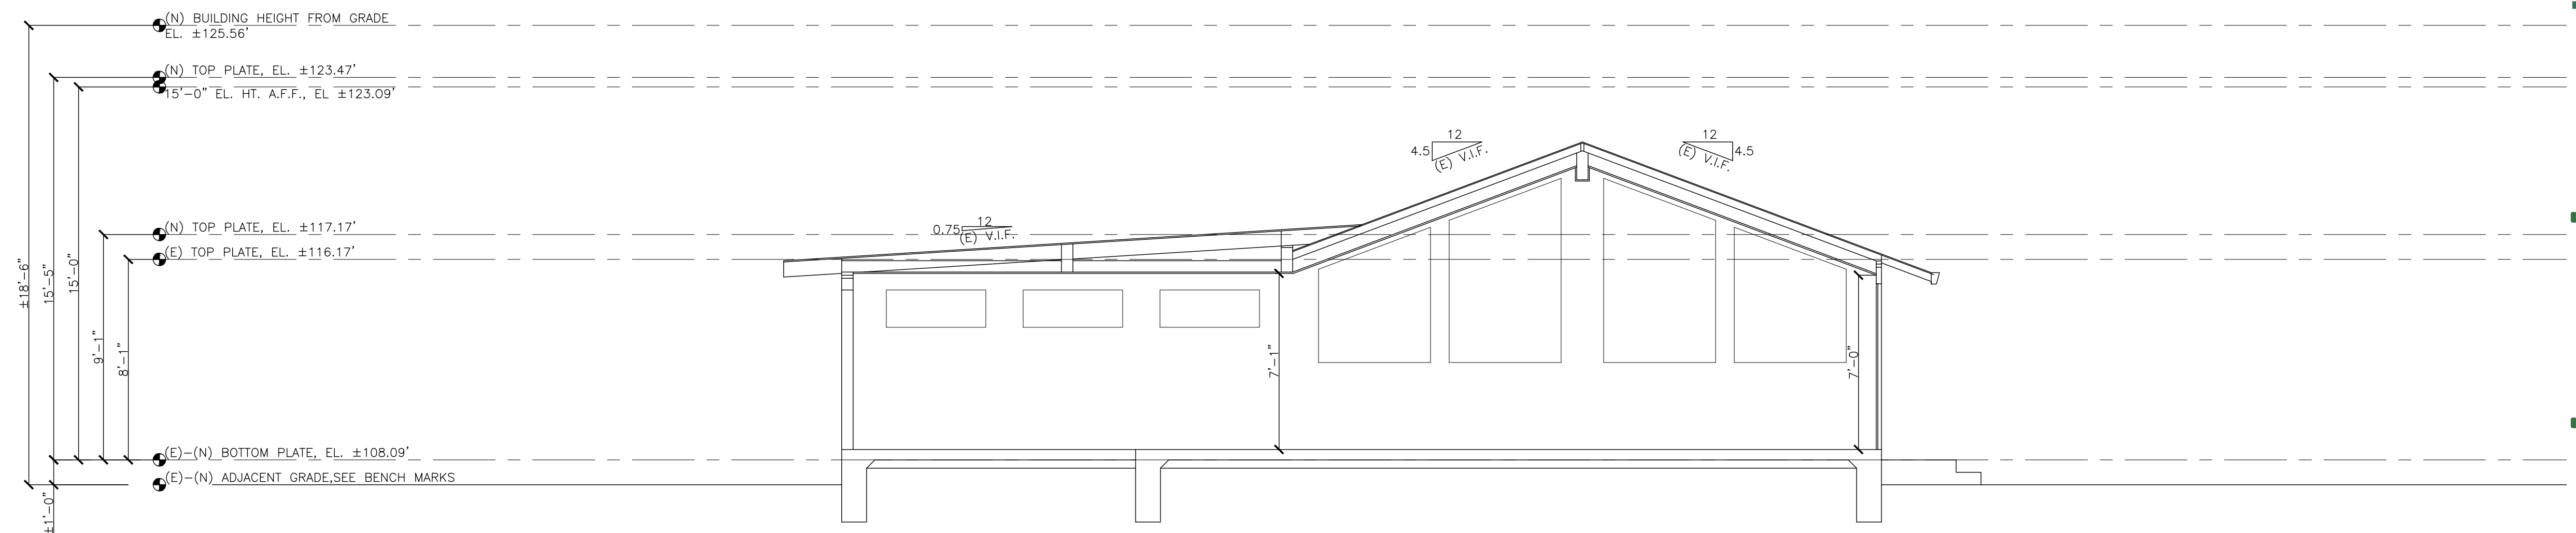 (N) BUILDING HEIGHT FROM GRADE
EL. ±125.56'
(N) TOP PLATE, EL. ±123.47'
15'-0" EL. HT. A.F.F., EL ±123.09'
12
4.5
(E) V.I.F.
12
4.5
(E) V.I.F.
(N) TOP PLATE, EL. ±117.17'
12
0.75
(E) V.I.F.
(E) TOP PLATE, EL. ±116.17'
±18'-6"
15'-5"
15'-0"
9'-1"
8'-1"
7'-1"
7'-0"
(E)-(N) BOTTOM PLATE, EL. ±108.09'
(E)-(N) ADJACENT GRADE,SEE BENCH MARKS
±1'-0"